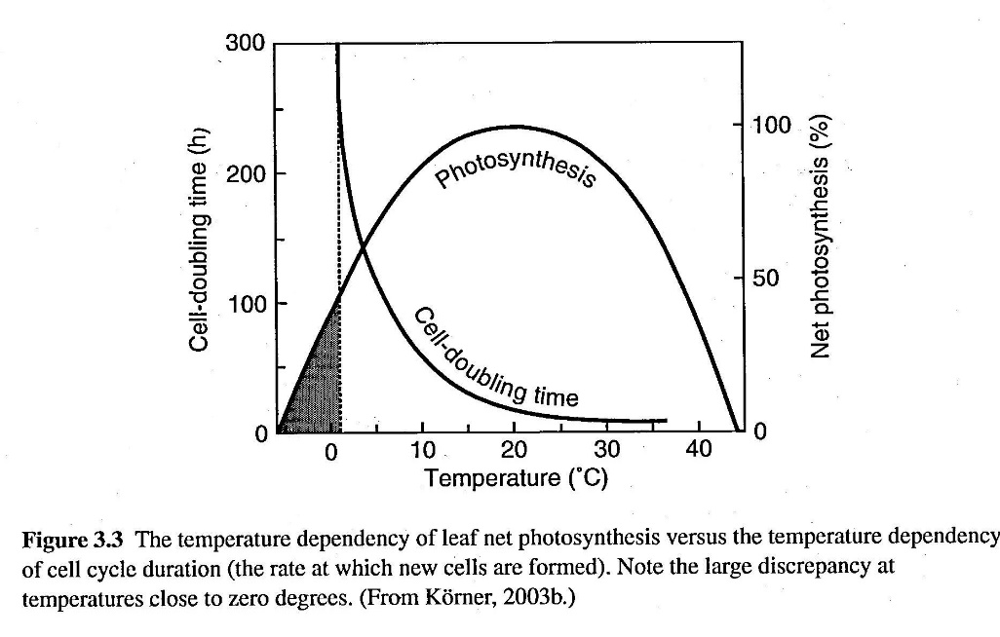 300
200
100
0
Cell-doubling time (h)
100
50
0
Net photosynthesis (%)
Photosynthesis
Cell-doubling time
0 10 20 30 40
Temperature (°C)
Figure 3.3 The temperature dependency of leaf net photosynthesis versus the temperature dependency
of cell cycle duration (the rate at which new cells are formed). Note the large discrepancy at
temperatures close to zero degrees. (From Körner, 2003b.)